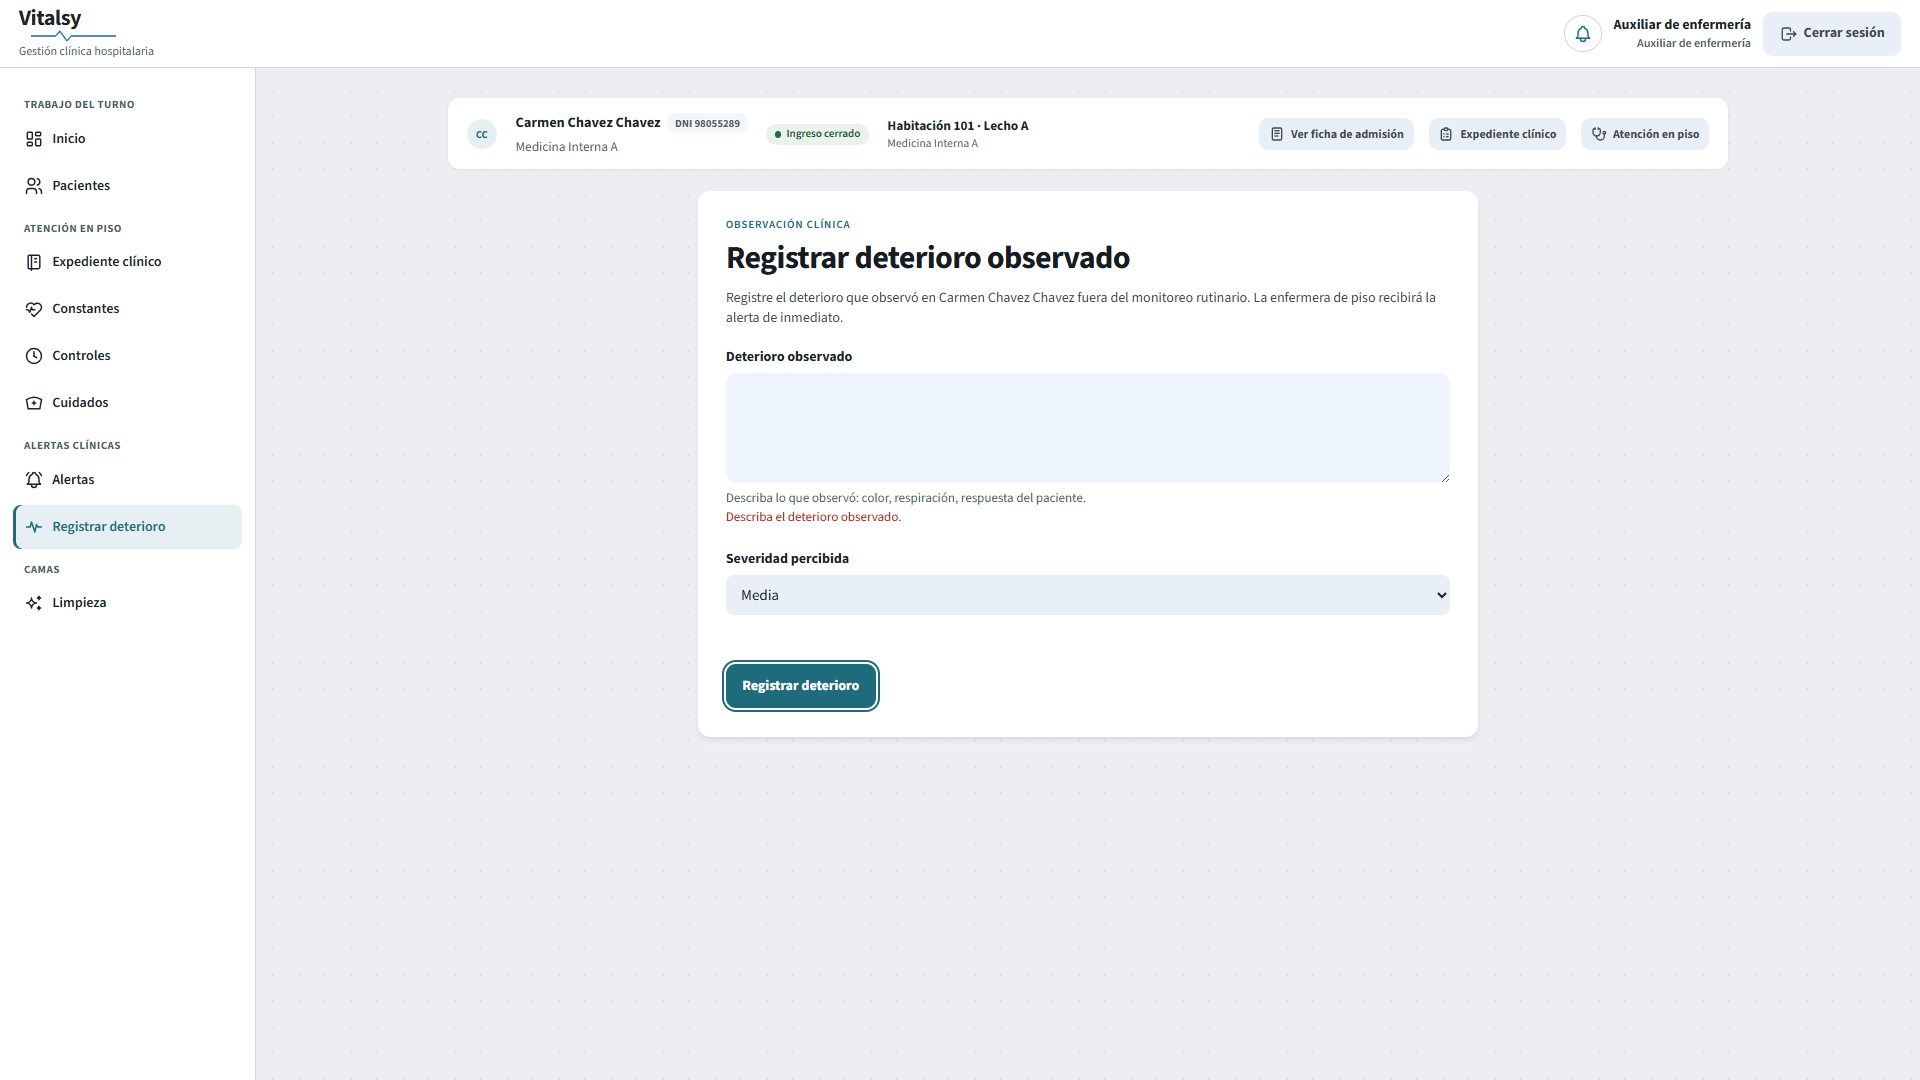 Vitalsy
Gestión clínica hospitalaria
Auxiliar de enfermería
Auxiliar de enfermería
Cerrar sesión
TRABAJO DEL TURNO
Inicio
Pacientes
ATENCIÓN EN PISO
Expediente clínico
Constantes
Controles
Cuidados
ALERTAS CLÍNICAS
Alertas
Registrar deterioro
CAMAS
Limpieza
CC
Carmen Chavez Chavez DNI 98055289
Medicina Interna A
Ingreso cerrado
Habitación 101 · Lecho A
Medicina Interna A
Ver ficha de admisión
Expediente clínico
Atención en piso
OBSERVACIÓN CLÍNICA
Registrar deterioro observado
Registre el deterioro que observó en Carmen Chavez Chavez fuera del monitoreo rutinario. La enfermera de piso recibirá la
alerta de inmediato.
Deterioro observado
Describa lo que observó: color, respiración, respuesta del paciente.
Describa el deterioro observado.
Severidad percibida
Media
Registrar deterioro